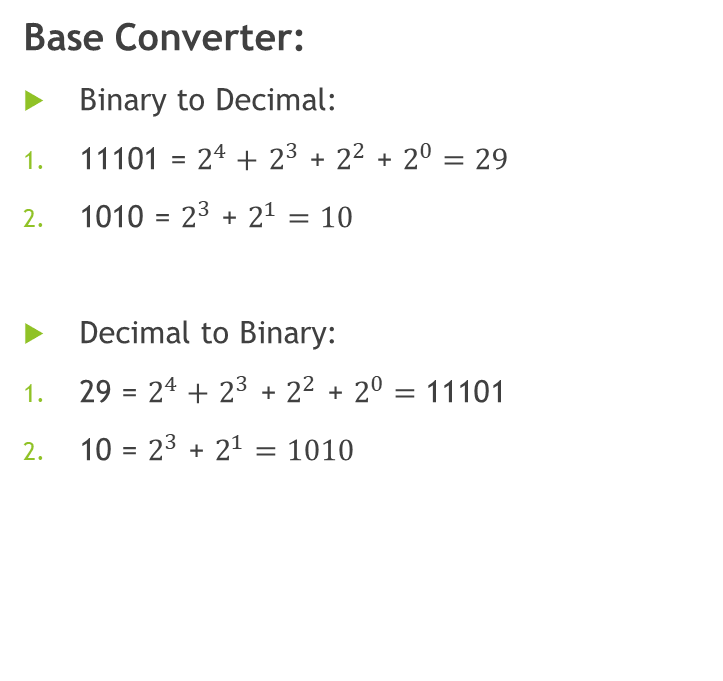 Base Converter:
▶ Binary to Decimal:
1. 11101 = 2⁴ + 2³ + 2² + 2⁰ = 29
2. 1010 = 2³ + 2¹ = 10
▶ Decimal to Binary:
1. 29 = 2⁴ + 2³ + 2² + 2⁰ = 11101
2. 10 = 2³ + 2¹ = 1010